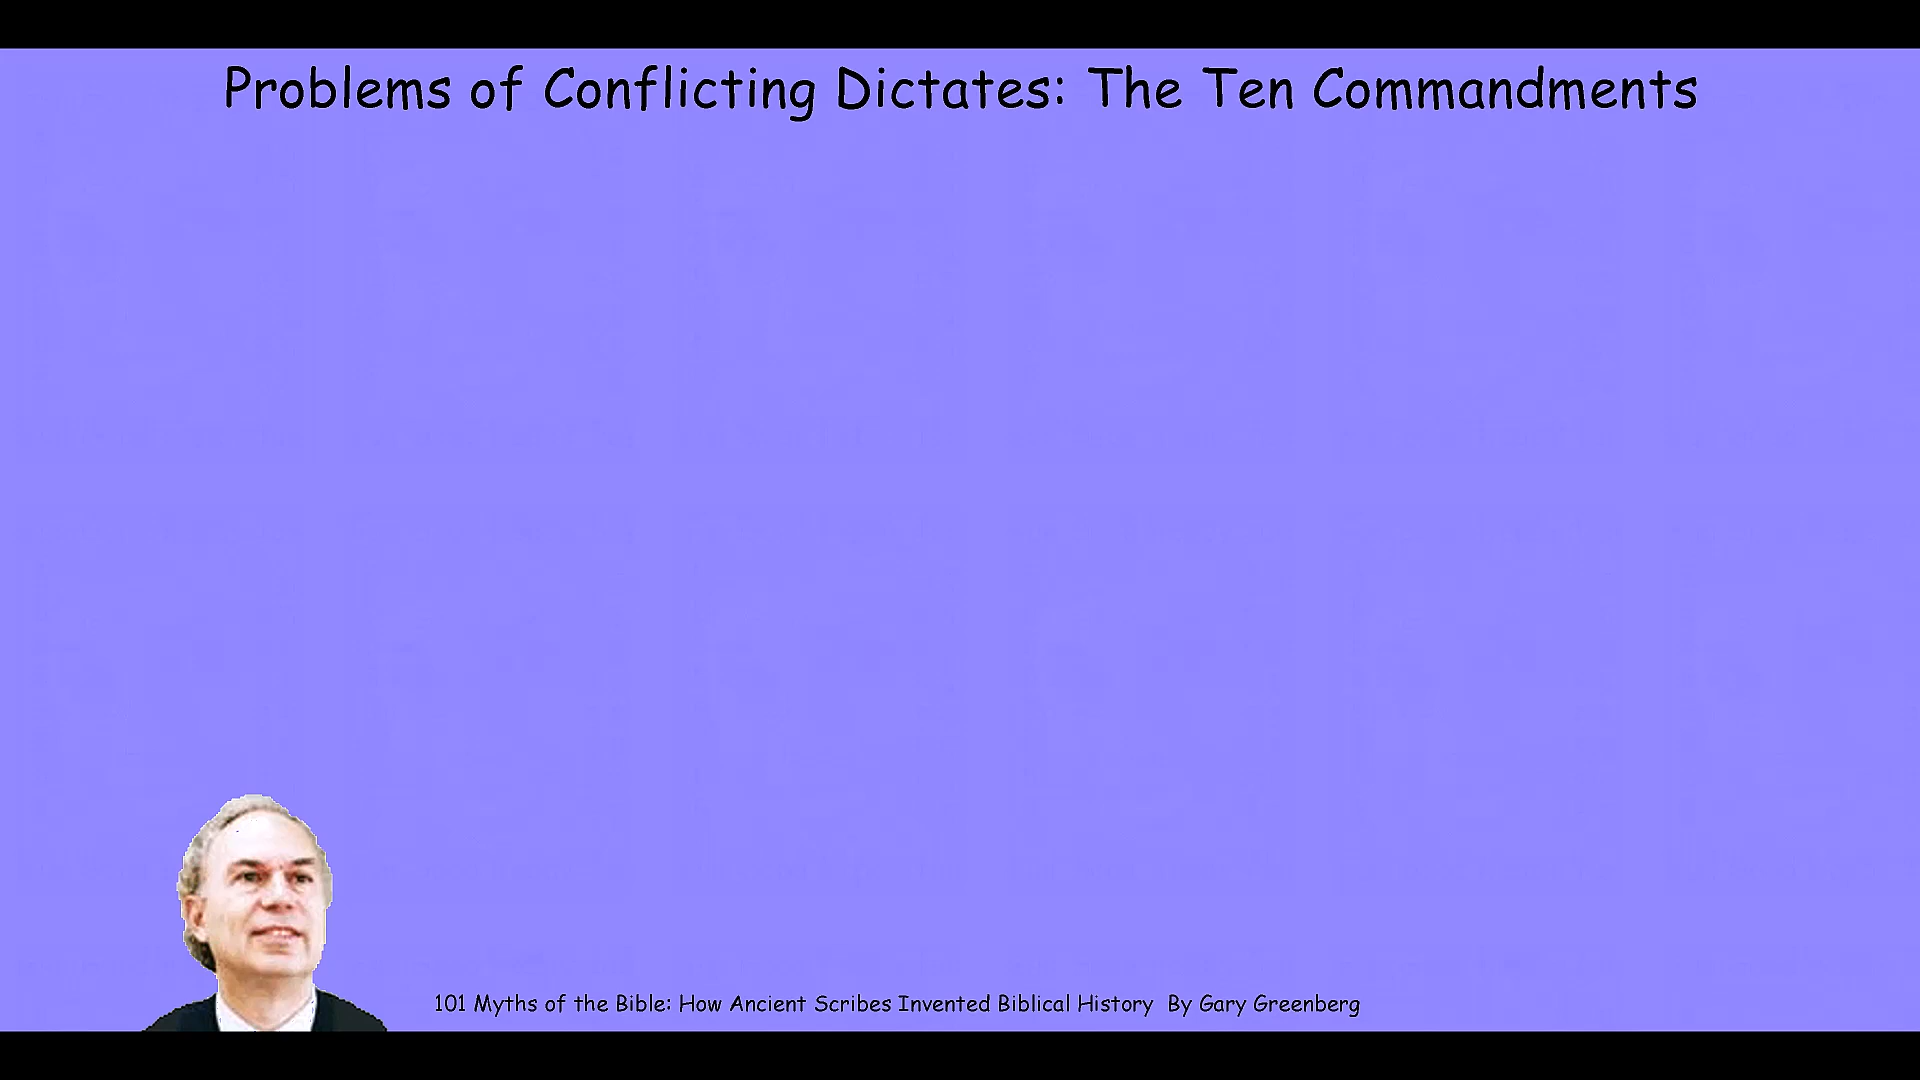 Problems of Conflicting Dictates: The Ten Commandments
101 Myths of the Bible: How Ancient Scribes Invented Biblical History By Gary Greenberg